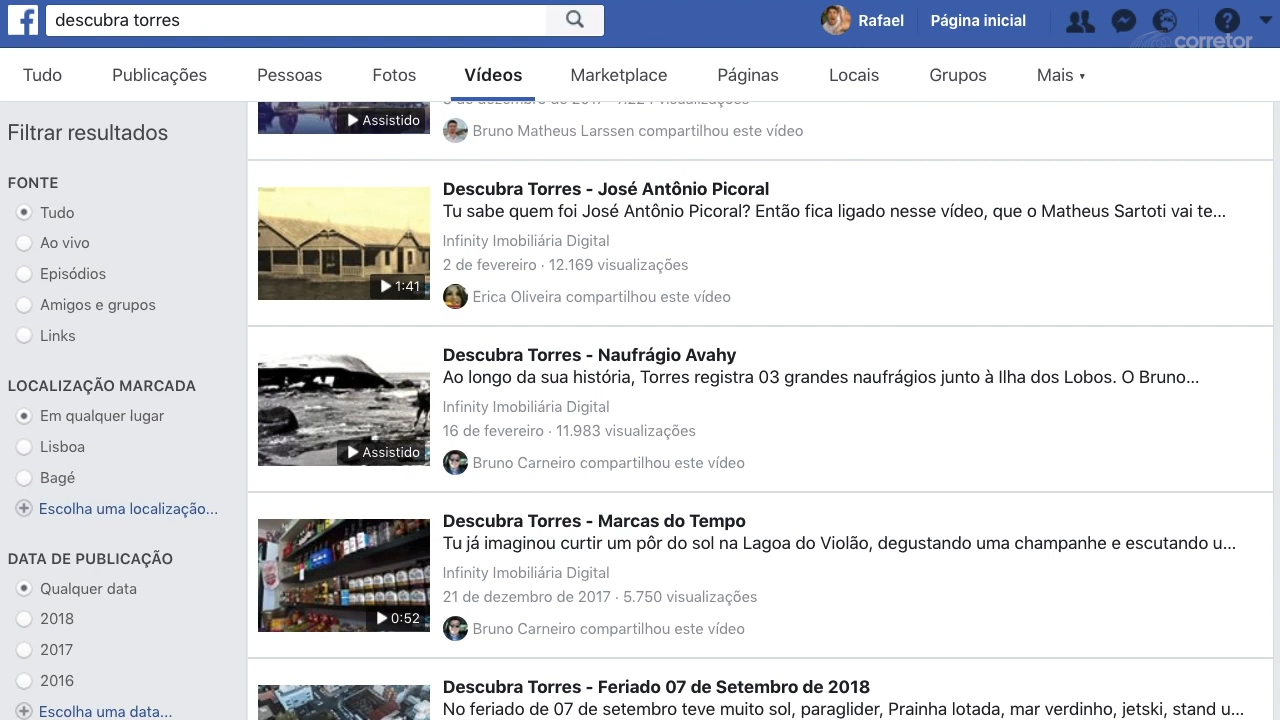 f
descubra torres
Rafael
Página inicial
corretor
Tudo
Publicações
Pessoas
Fotos
Vídeos
Marketplace
Páginas
Locais
Grupos
Mais
Filtrar resultados
FONTE
Tudo
Ao vivo
Episódios
Amigos e grupos
Links
LOCALIZAÇÃO MARCADA
Em qualquer lugar
Lisboa
Bagé
Escolha uma localização...
DATA DE PUBLICAÇÃO
Qualquer data
2018
2017
2016
Escolha uma data...
Assistido
de dezembro de 2017 · 7.224 visualizações
Bruno Matheus Larssen compartilhou este vídeo
1:41
Descubra Torres - José Antônio Picoral
Tu sabe quem foi José Antônio Picoral? Então fica ligado nesse vídeo, que o Matheus Sartoti vai te...
Infinity Imobiliária Digital
2 de fevereiro · 12.169 visualizações
Erica Oliveira compartilhou este vídeo
Assistido
Descubra Torres - Naufrágio Avahy
Ao longo da sua história, Torres registra 03 grandes naufrágios junto à Ilha dos Lobos. O Bruno...
Infinity Imobiliária Digital
16 de fevereiro · 11.983 visualizações
Bruno Carneiro compartilhou este vídeo
0:52
Descubra Torres - Marcas do Tempo
Tu já imaginou curtir um pôr do sol na Lagoa do Violão, degustando uma champanhe e escutando u...
Infinity Imobiliária Digital
21 de dezembro de 2017 · 5.750 visualizações
Bruno Carneiro compartilhou este vídeo
Descubra Torres - Feriado 07 de Setembro de 2018
No feriado de 07 de setembro teve muito sol, paraglider, Prainha lotada, mar verdinho, jetski, stand u...